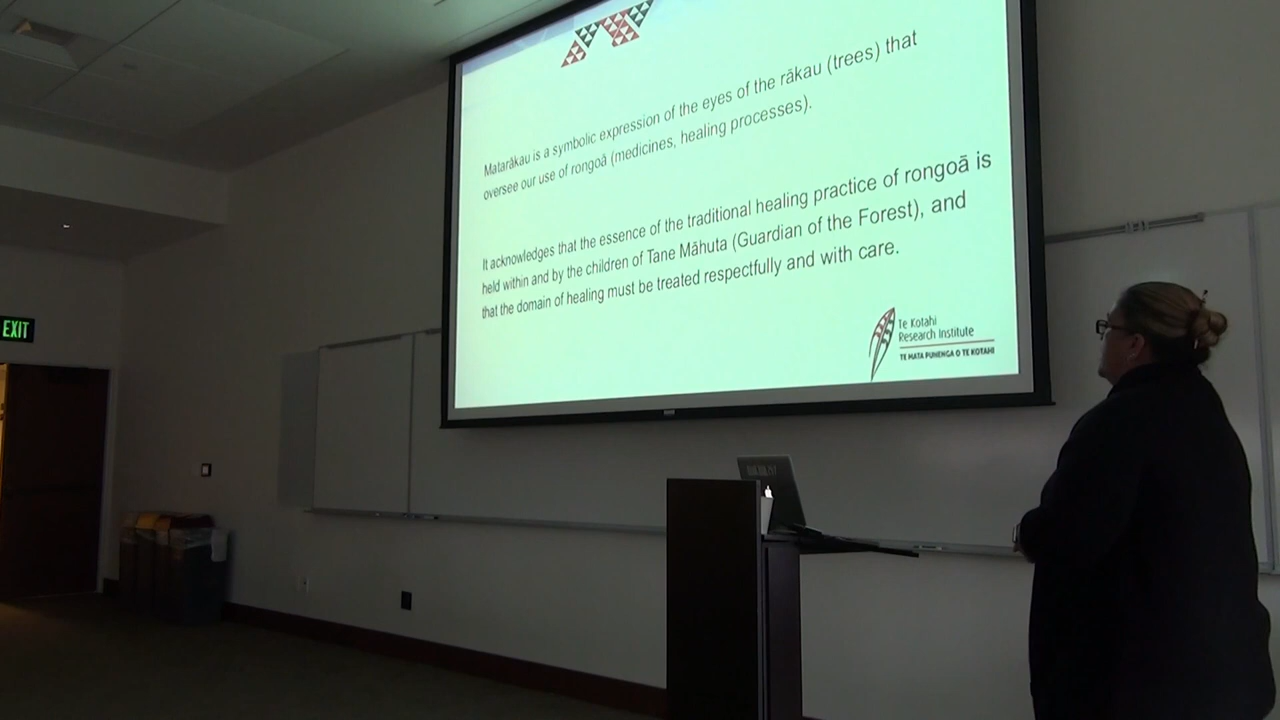 Matarākau is a symbolic expression of the eyes of the rākau (trees) that
oversee our use of rongoā (medicines, healing processes).
It acknowledges that the essence of the traditional healing practice of rongoā is
held within and by the children of Tane Māhuta (Guardian of the Forest), and
that the domain of healing must be treated respectfully and with care.
Te Kotahi
Research Institute
TE MATA PUNENGA O TE KOTAHI
EXIT